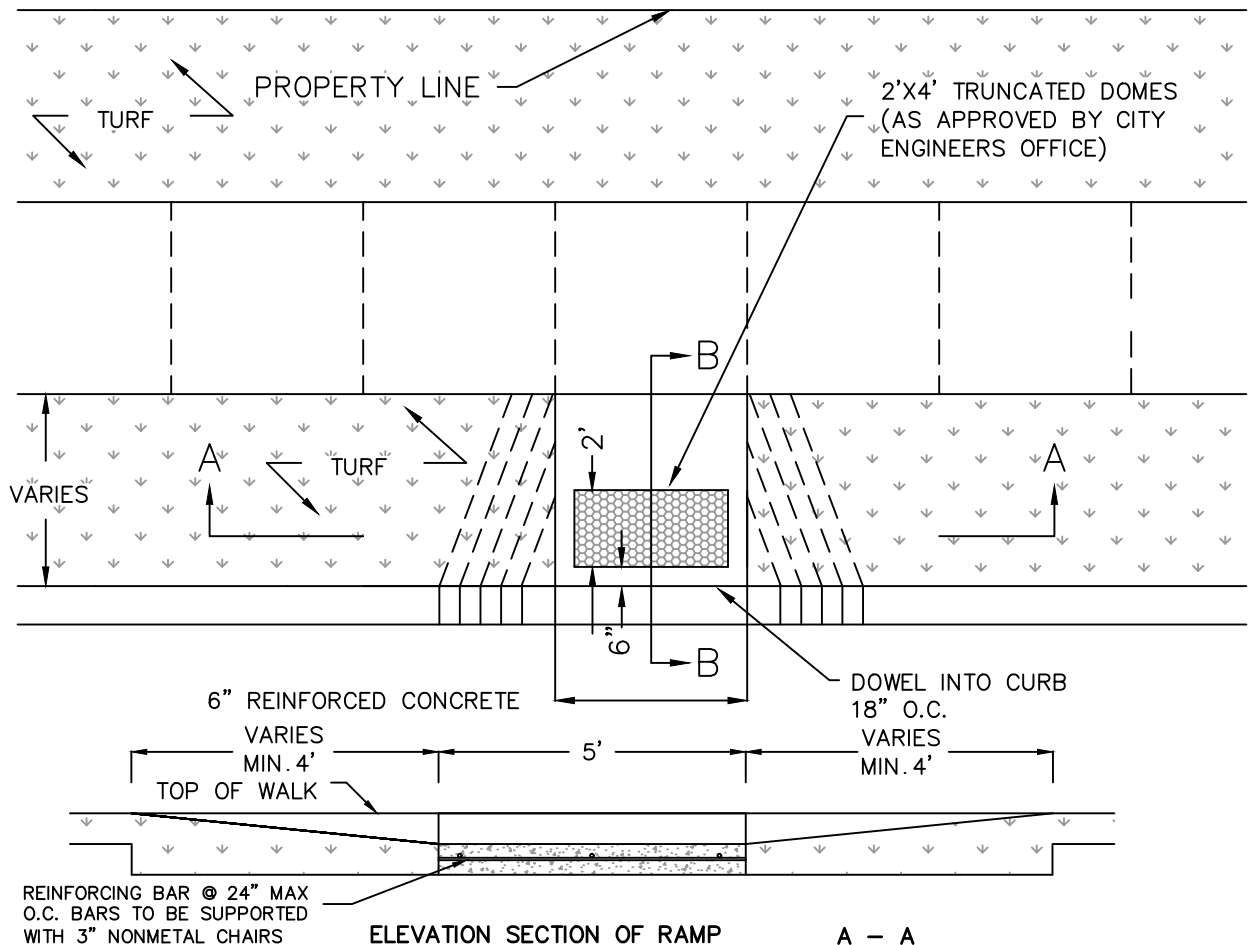 PROPERTY LINE
TURF
2'X4' TRUNCATED DOMES
(AS APPROVED BY CITY
ENGINEERS OFFICE)
B
A
TURF
2'
A
VARIES
6"
B
DOWEL INTO CURB
18" O.C.
6" REINFORCED CONCRETE
VARIES
MIN. 4'
5'
VARIES
MIN. 4'
TOP OF WALK
REINFORCING BAR @ 24" MAX
O.C. BARS TO BE SUPPORTED
WITH 3" NONMETAL CHAIRS
ELEVATION SECTION OF RAMP
A – A